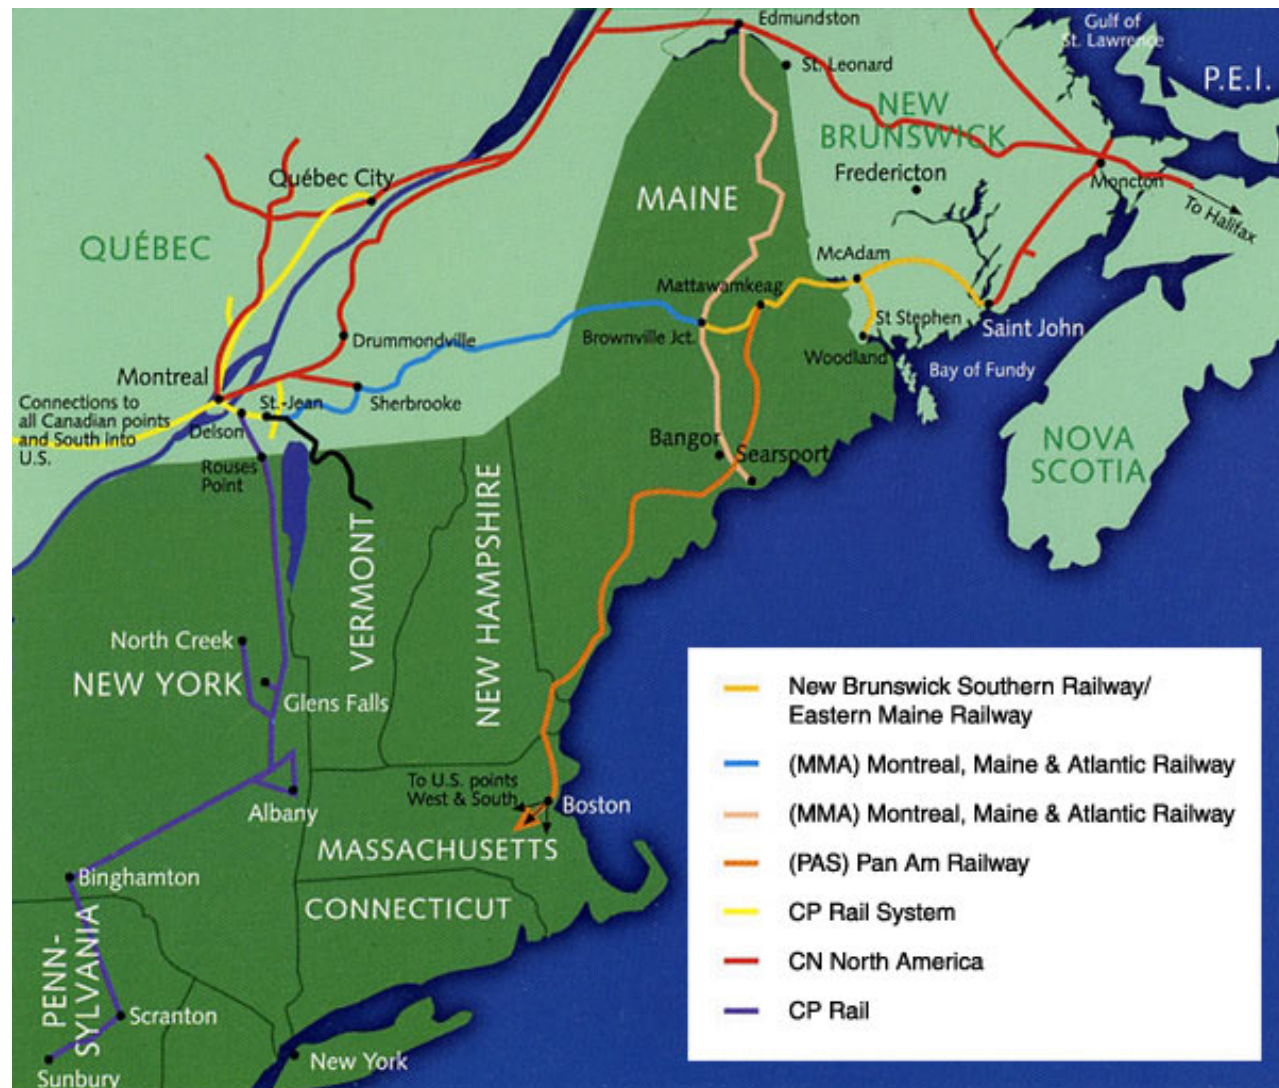 Edmundston
Gulf of
St. Lawrence
St. Leonard
P.E.I.
NEW
BRUNSWICK
Fredericton
Québec City
Moncton
MAINE
To Halifax
QUÉBEC
McAdam
Mattawamkeag
St Stephen
Saint John
Drummondville
Brownville Jct.
Woodland
Bay of Fundy
Montreal
Connections to
all Canadian points
and South into
U.S.
St.-Jean
Sherbrooke
Delson
Bangor
Searsport
NOVA
SCOTIA
Rouses
Point
VERMONT
NEW HAMPSHIRE
North Creek
NEW YORK
Glens Falls
To U.S. points
West & South
Boston
Albany
MASSACHUSETTS
Binghamton
CONNECTICUT
PENN-
SYLVANIA
Scranton
New York
Sunbury
New Brunswick Southern Railway/
Eastern Maine Railway
(MMA) Montreal, Maine & Atlantic Railway
(MMA) Montreal, Maine & Atlantic Railway
(PAS) Pan Am Railway
CP Rail System
CN North America
CP Rail